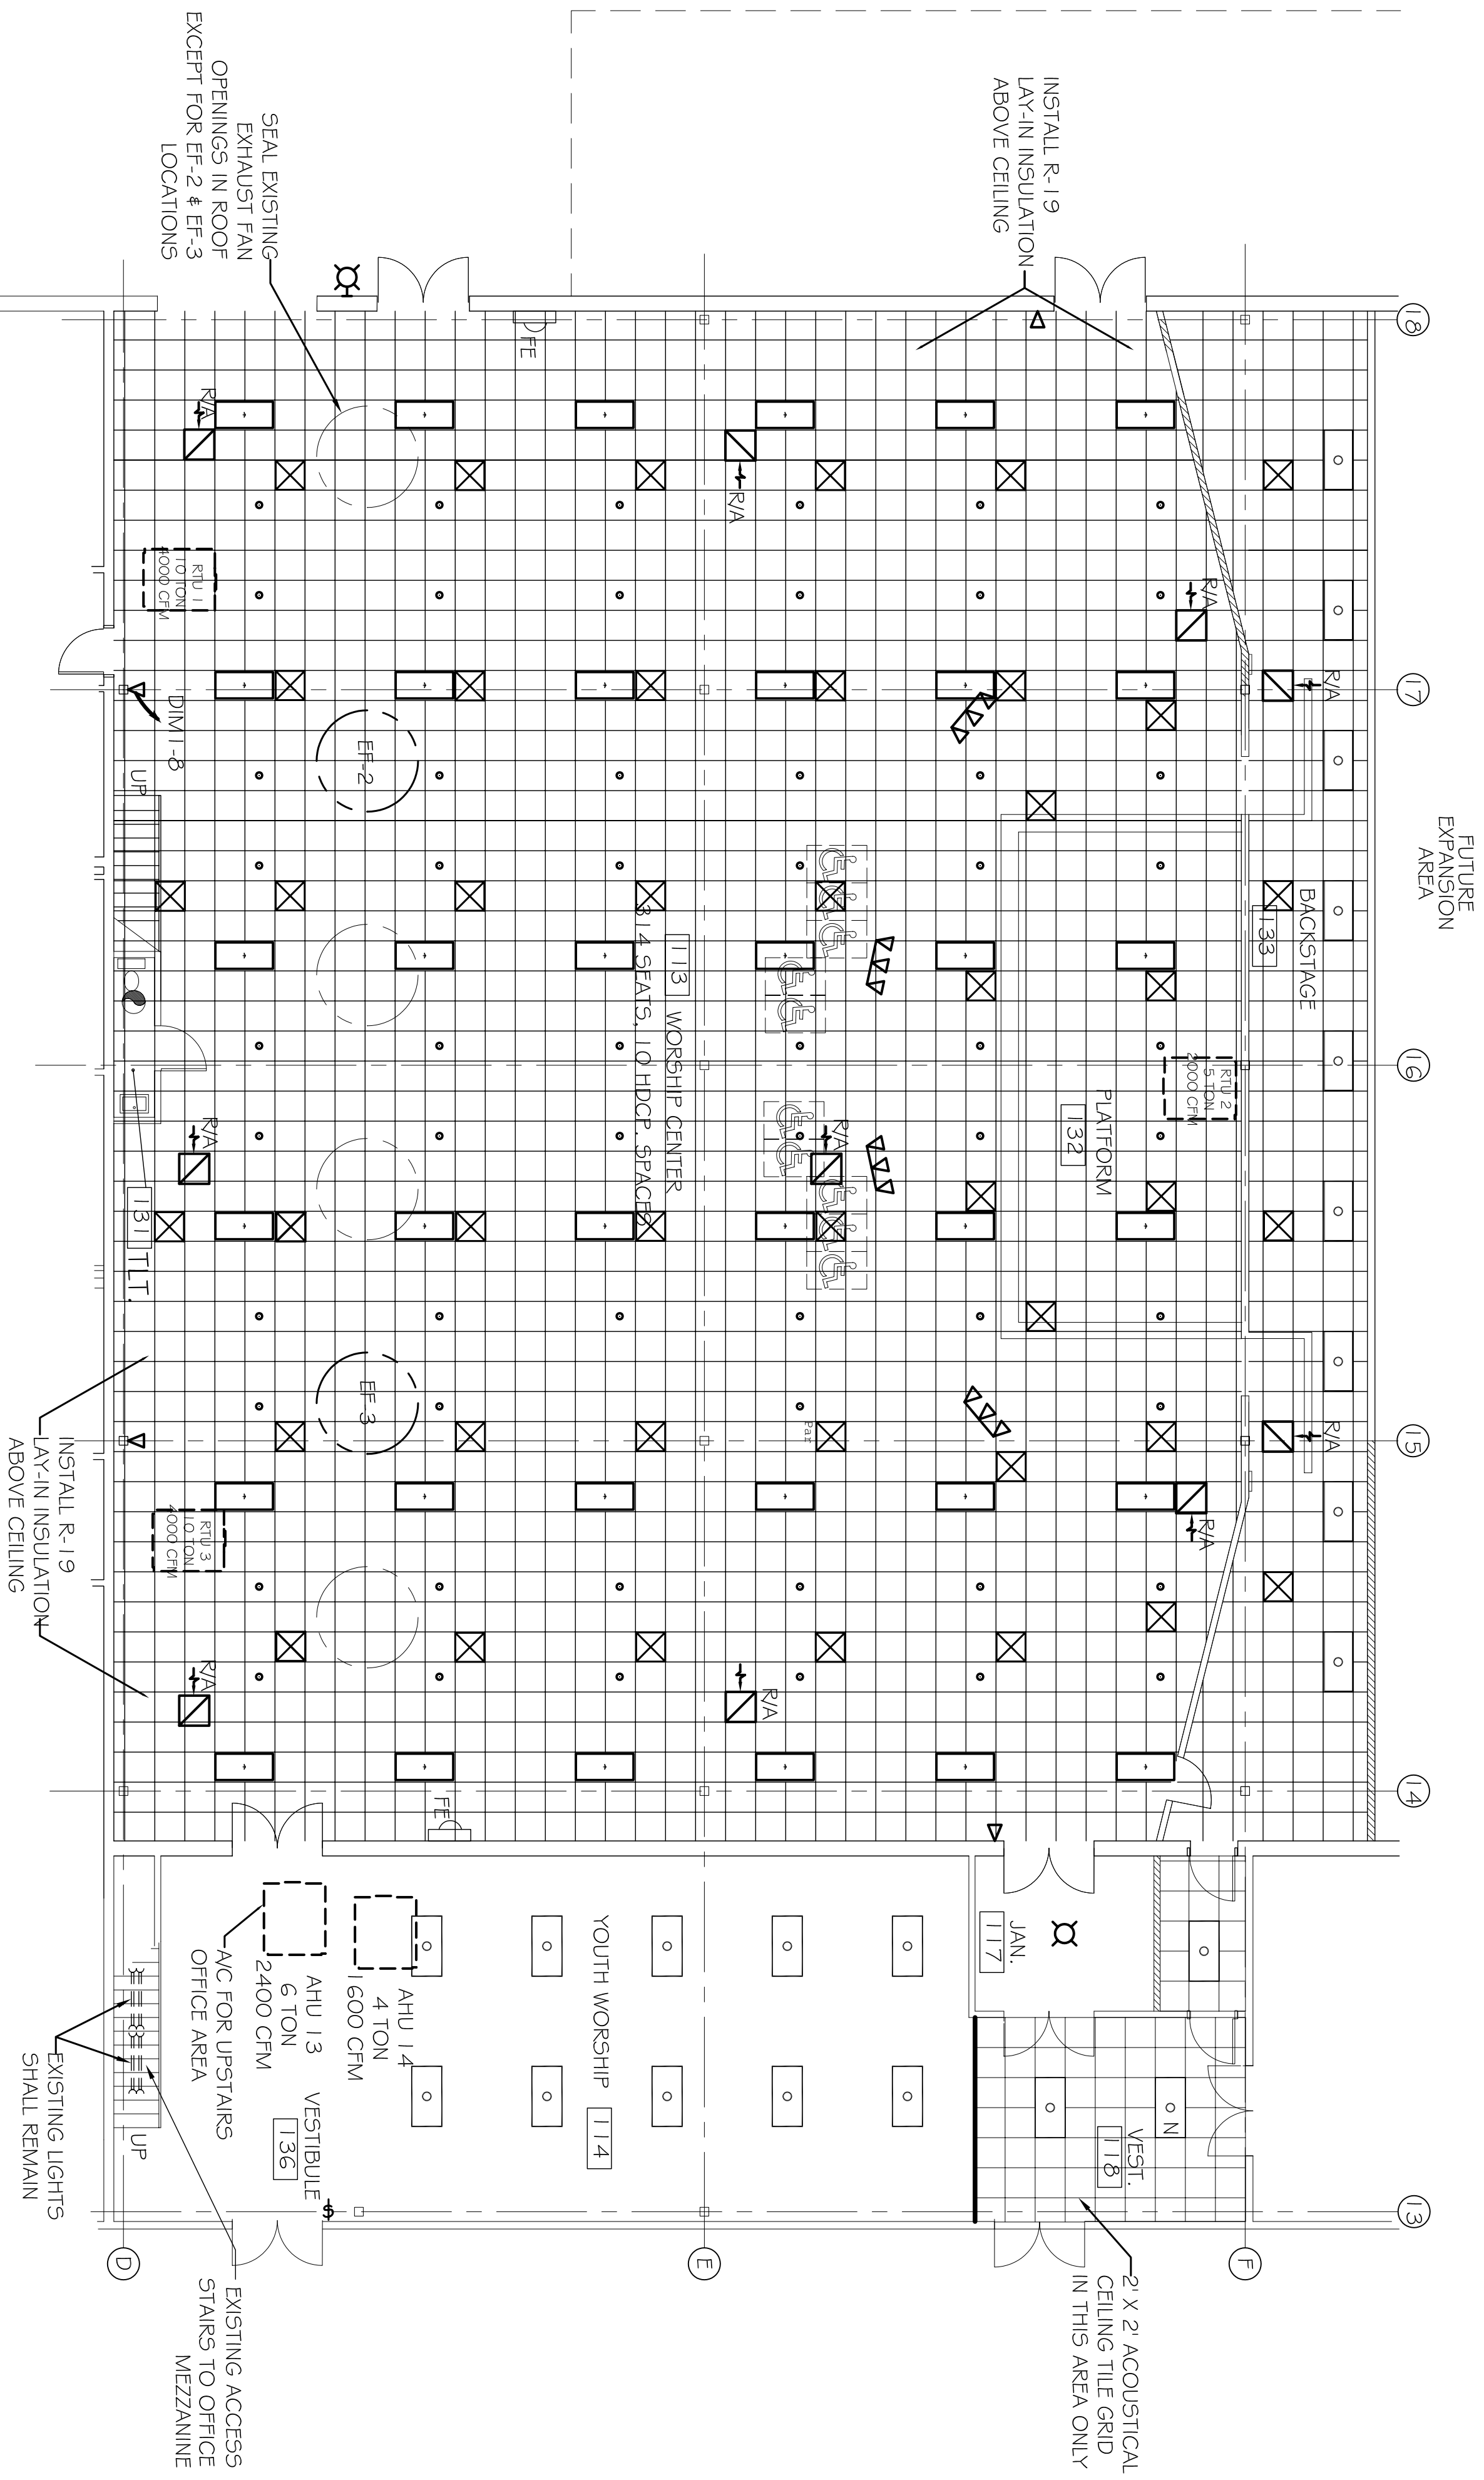 INSTALL R-19
LAY-IN INSULATION
ABOVE CEILING
SEAL EXISTING
EXHAUST FAN
OPENINGS IN ROOF
EXCEPT FOR EF-2 & EF-3
LOCATIONS
FUTURE
EXPANSION
AREA
18
17
16
15
14
13
FE
R/A
R/A
R/A
R/A
RTU 1
10 TON
4000 CFM
DIM1-8
UP
EF-2
BACKSTAGE
133
113
WORSHIP CENTER
314 SEATS, 10 HDCP. SPACES
RTU 2
5 TON
2000 CFM
PLATFORM
132
R/A
R/A
131
TLT.
EF-3
Par
R/A
R/A
RTU 3
10 TON
4000 CFM
R/A
R/A
INSTALL R-19
LAY-IN INSULATION
ABOVE CEILING
FE
JAN.
117
YOUTH WORSHIP
114
AHU 14
4 TON
1600 CFM
AHU 13
6 TON
2400 CFM
A/C FOR UPSTAIRS
OFFICE AREA
VESTIBULE
136
VEST.
118
N
UP
$
EXISTING LIGHTS
SHALL REMAIN
D
E
F
2' X 2' ACOUSTICAL
CEILING TILE GRID
IN THIS AREA ONLY
EXISTING ACCESS
STAIRS TO OFFICE
MEZZANINE